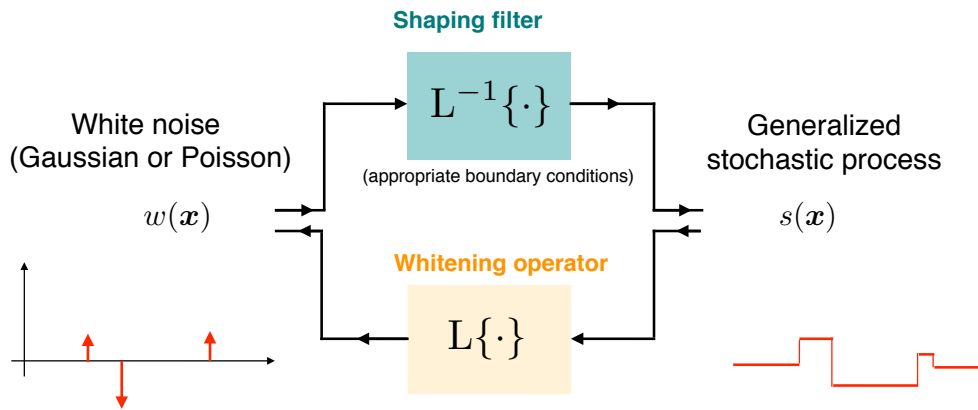 Shaping filter
L⁻¹{·}
(appropriate boundary conditions)
White noise
(Gaussian or Poisson)
w(𝒙)
Generalized
stochastic process
s(𝒙)
Whitening operator
L{·}